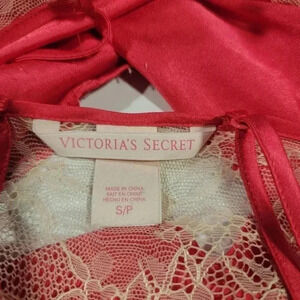 VICTORIA'S SECRET
MADE IN CHINA
FAIT EN CHINE
HECHO EN CHINA
S/P